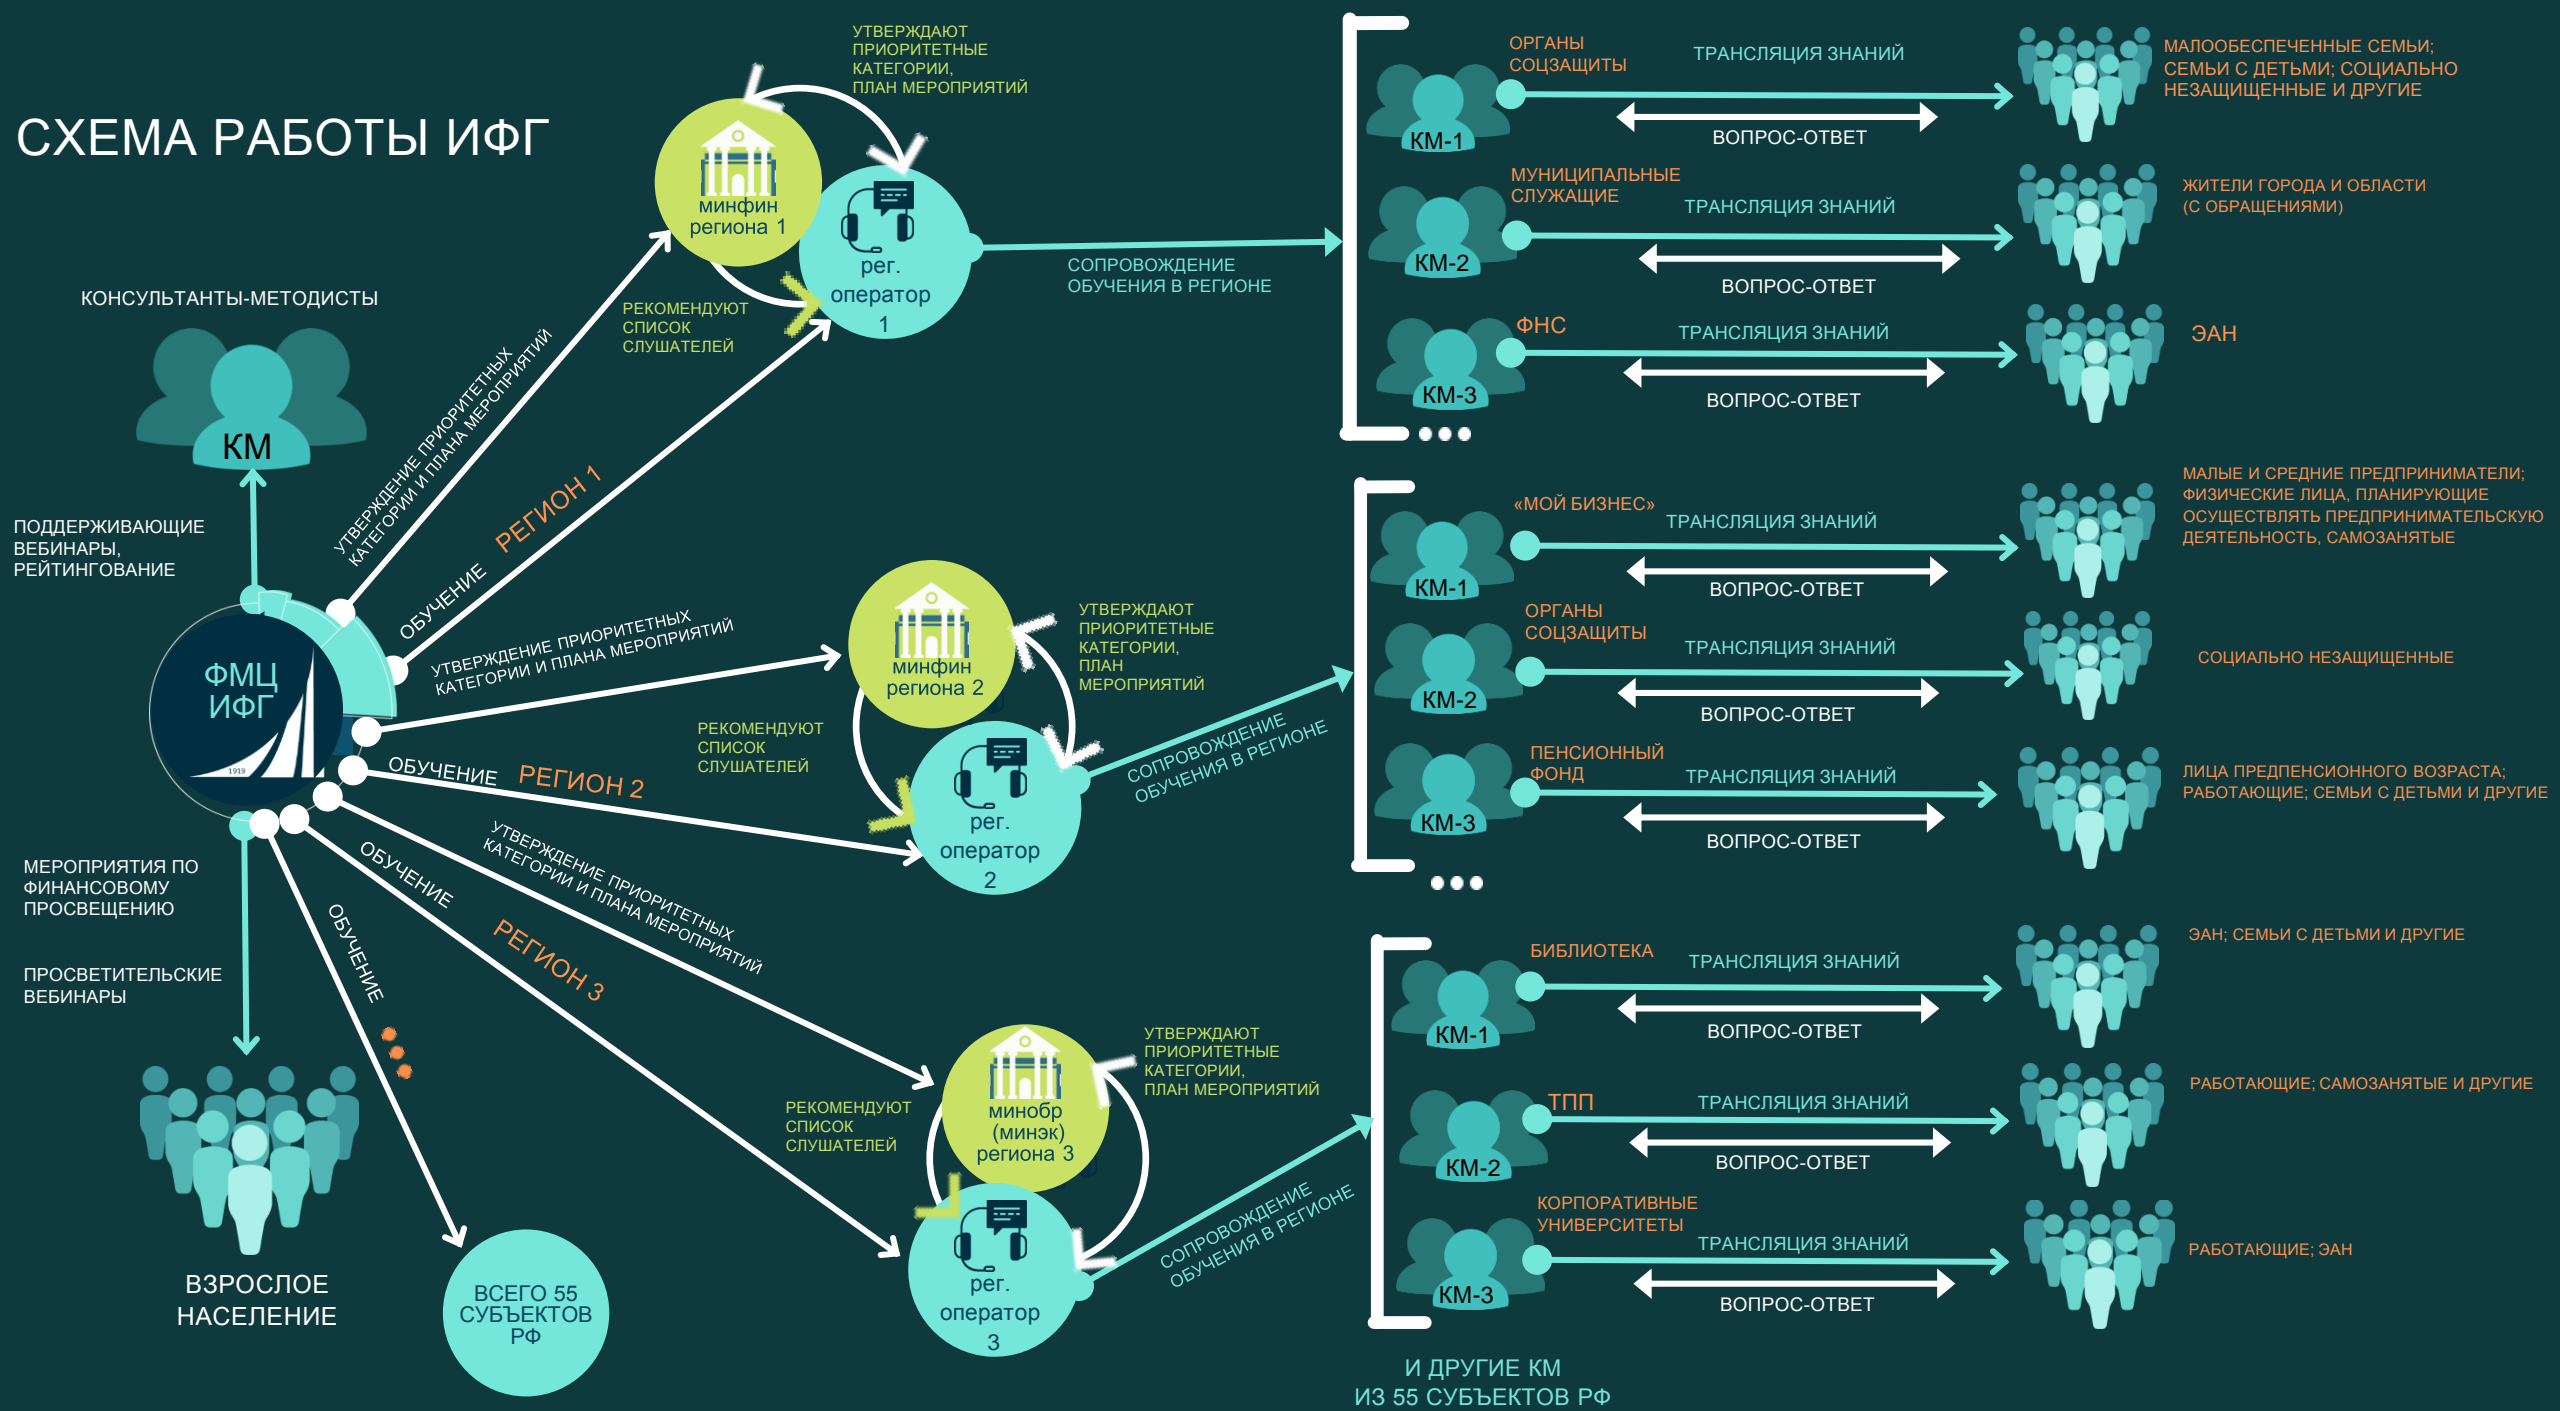 СХЕМА РАБОТЫ ИФГ
КОНСУЛЬТАНТЫ-МЕТОДИСТЫ
КМ
ПОДДЕРЖИВАЮЩИЕ
ВЕБИНАРЫ,
РЕЙТИНГОВАНИЕ
ФМЦ
ИФГ
1919
МЕРОПРИЯТИЯ ПО
ФИНАНСОВОМУ
ПРОСВЕЩЕНИЮ
ПРОСВЕТИТЕЛЬСКИЕ
ВЕБИНАРЫ
ВЗРОСЛОЕ
НАСЕЛЕНИЕ
УТВЕРЖДЕНИЕ ПРИОРИТЕТНЫХ
КАТЕГОРИИ И ПЛАНА МЕРОПРИЯТИЙ
ОБУЧЕНИЕ
РЕГИОН 1
УТВЕРЖДЕНИЕ ПРИОРИТЕТНЫХ
КАТЕГОРИИ И ПЛАНА МЕРОПРИЯТИЙ
ОБУЧЕНИЕ
РЕГИОН 2
УТВЕРЖДЕНИЕ ПРИОРИТЕТНЫХ
КАТЕГОРИИ И ПЛАНА МЕРОПРИЯТИЙ
ОБУЧЕНИЕ
РЕГИОН 3
ОБУЧЕНИЕ
ВСЕГО 55
СУБЪЕКТОВ
РФ
УТВЕРЖДАЮТ
ПРИОРИТЕТНЫЕ
КАТЕГОРИИ,
ПЛАН МЕРОПРИЯТИЙ
минфин
региона 1
рег.
оператор
1
РЕКОМЕНДУЮТ
СПИСОК
СЛУШАТЕЛЕЙ
СОПРОВОЖДЕНИЕ
ОБУЧЕНИЯ В РЕГИОНЕ
минфин
региона 2
УТВЕРЖДАЮТ
ПРИОРИТЕТНЫЕ
КАТЕГОРИИ,
ПЛАН
МЕРОПРИЯТИЙ
РЕКОМЕНДУЮТ
СПИСОК
СЛУШАТЕЛЕЙ
рег.
оператор
2
СОПРОВОЖДЕНИЕ
ОБУЧЕНИЯ В РЕГИОНЕ
УТВЕРЖДАЮТ
ПРИОРИТЕТНЫЕ
КАТЕГОРИИ,
ПЛАН МЕРОПРИЯТИЙ
минобр
(минэк)
региона 3
РЕКОМЕНДУЮТ
СПИСОК
СЛУШАТЕЛЕЙ
рег.
оператор
3
СОПРОВОЖДЕНИЕ
ОБУЧЕНИЯ В РЕГИОНЕ
ОРГАНЫ
СОЦЗАЩИТЫ
КМ-1
ТРАНСЛЯЦИЯ ЗНАНИЙ
ВОПРОС-ОТВЕТ
МАЛООБЕСПЕЧЕННЫЕ СЕМЬИ;
СЕМЬИ С ДЕТЬМИ; СОЦИАЛЬНО
НЕЗАЩИЩЕННЫЕ И ДРУГИЕ
МУНИЦИПАЛЬНЫЕ
СЛУЖАЩИЕ
КМ-2
ТРАНСЛЯЦИЯ ЗНАНИЙ
ВОПРОС-ОТВЕТ
ЖИТЕЛИ ГОРОДА И ОБЛАСТИ
(С ОБРАЩЕНИЯМИ)
ФНС
КМ-3
ТРАНСЛЯЦИЯ ЗНАНИЙ
ВОПРОС-ОТВЕТ
ЭАН
«МОЙ БИЗНЕС»
КМ-1
ТРАНСЛЯЦИЯ ЗНАНИЙ
ВОПРОС-ОТВЕТ
МАЛЫЕ И СРЕДНИЕ ПРЕДПРИНИМАТЕЛИ;
ФИЗИЧЕСКИЕ ЛИЦА, ПЛАНИРУЮЩИЕ
ОСУЩЕСТВЛЯТЬ ПРЕДПРИНИМАТЕЛЬСКУЮ
ДЕЯТЕЛЬНОСТЬ, САМОЗАНЯТЫЕ
ОРГАНЫ
СОЦЗАЩИТЫ
КМ-2
ТРАНСЛЯЦИЯ ЗНАНИЙ
ВОПРОС-ОТВЕТ
СОЦИАЛЬНО НЕЗАЩИЩЕННЫЕ
ПЕНСИОННЫЙ
ФОНД
КМ-3
ТРАНСЛЯЦИЯ ЗНАНИЙ
ВОПРОС-ОТВЕТ
ЛИЦА ПРЕДПЕНСИОННОГО ВОЗРАСТА;
РАБОТАЮЩИЕ; СЕМЬИ С ДЕТЬМИ И ДРУГИЕ
БИБЛИОТЕКА
КМ-1
ТРАНСЛЯЦИЯ ЗНАНИЙ
ВОПРОС-ОТВЕТ
ЭАН; СЕМЬИ С ДЕТЬМИ И ДРУГИЕ
ТПП
КМ-2
ТРАНСЛЯЦИЯ ЗНАНИЙ
ВОПРОС-ОТВЕТ
РАБОТАЮЩИЕ; САМОЗАНЯТЫЕ И ДРУГИЕ
КОРПОРАТИВНЫЕ
УНИВЕРСИТЕТЫ
КМ-3
ТРАНСЛЯЦИЯ ЗНАНИЙ
ВОПРОС-ОТВЕТ
РАБОТАЮЩИЕ; ЭАН
И ДРУГИЕ КМ
ИЗ 55 СУБЪЕКТОВ РФ